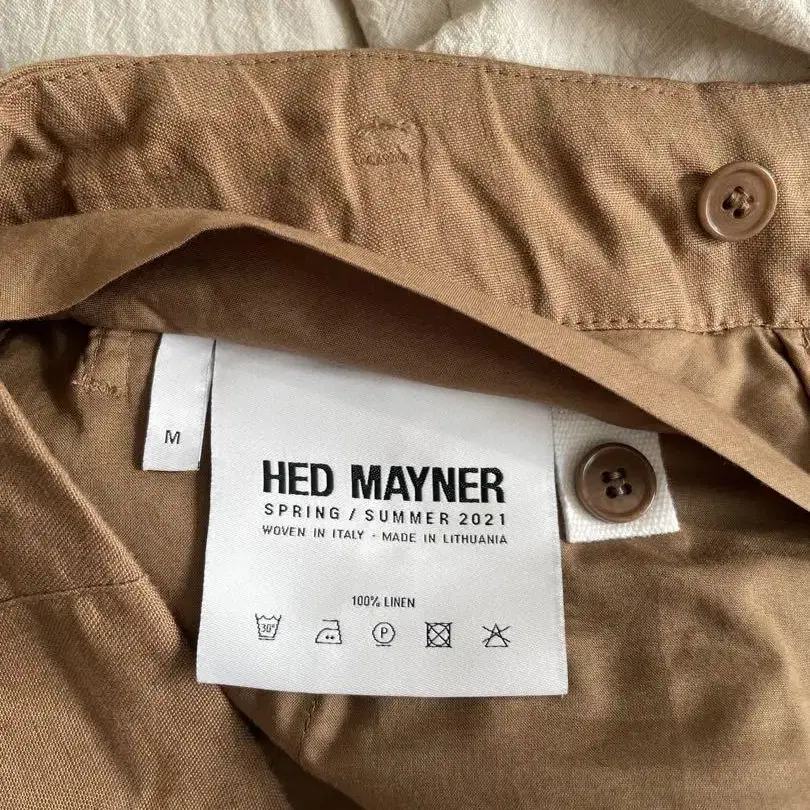 M
HED MAYNER
SPRING / SUMMER 2021
WOVEN IN ITALY - MADE IN LITHUANIA
100% LINEN
30°
P